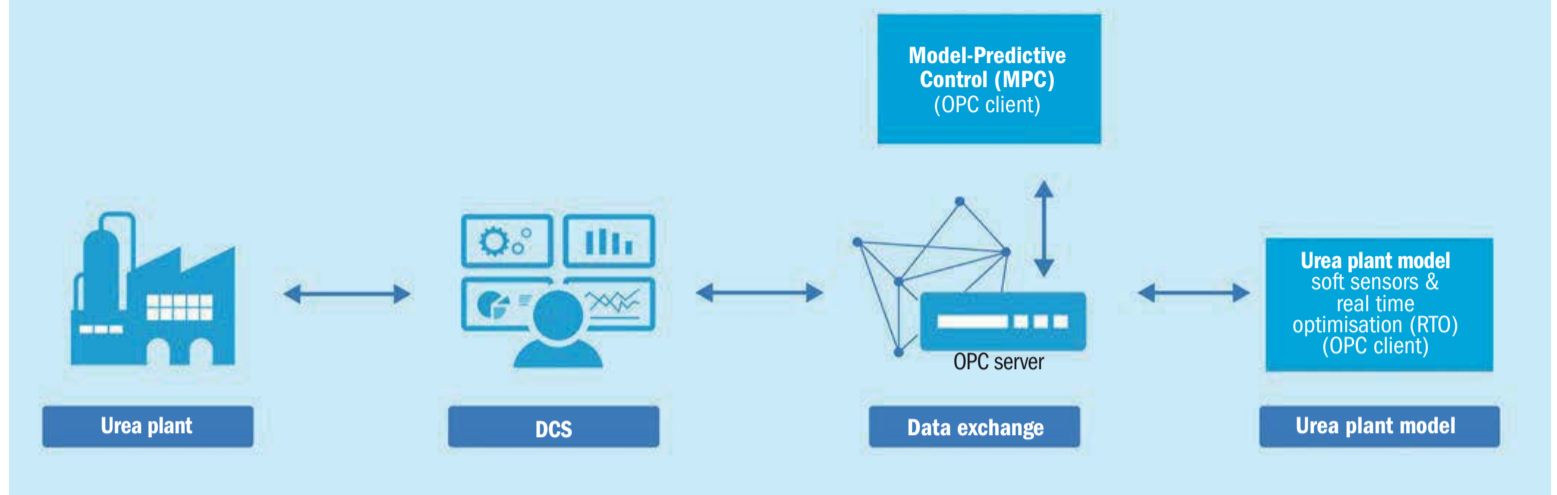 Model-Predictive
Control (MPC)
(OPC client)
Urea plant model
soft sensors &
real time
optimisation (RTO)
(OPC client)
OPC server
Urea plant
DCS
Data exchange
Urea plant model